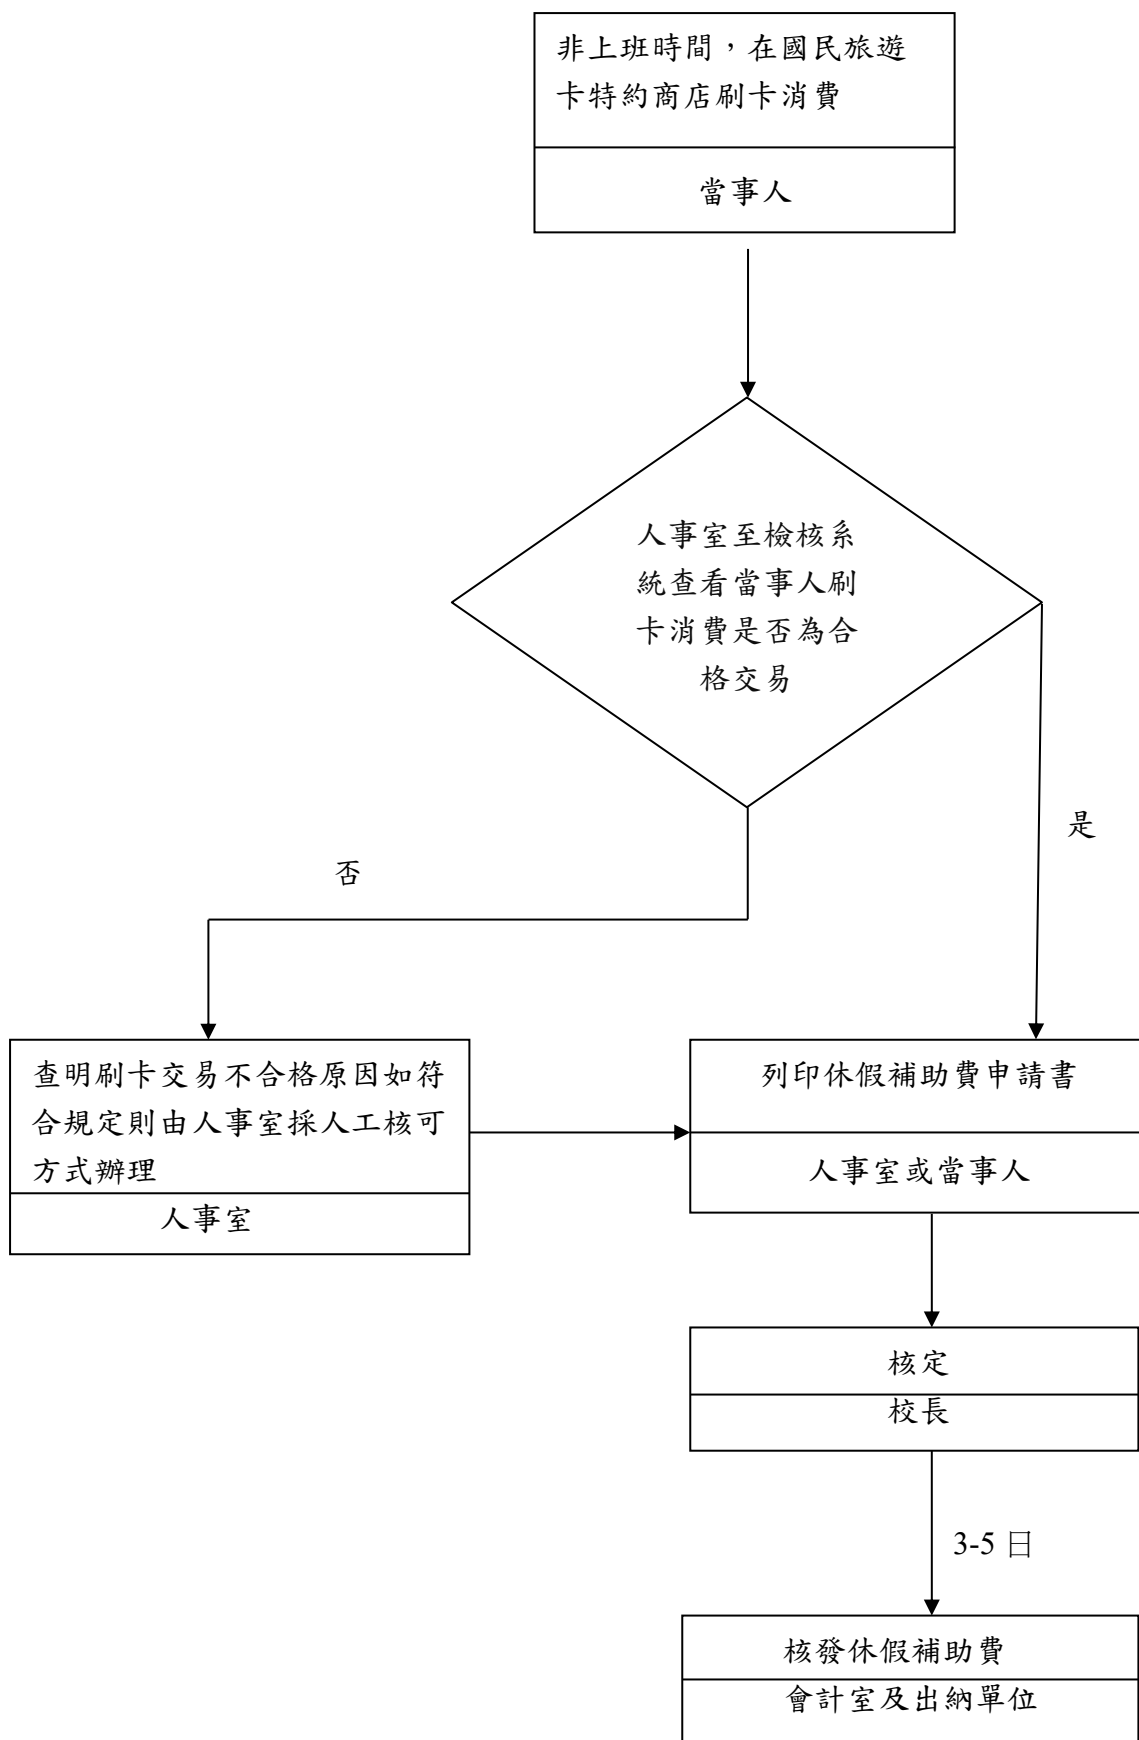 非上班時間，在國民旅遊
卡特約商店刷卡消費
當事人
人事室至檢核系
統查看當事人刷
卡消費是否為合
格交易
是
否
查明刷卡交易不合格原因如符
合規定則由人事室採人工核可
方式辦理
人事室
列印休假補助費申請書
人事室或當事人
核定
校長
3-5 日
核發休假補助費
會計室及出納單位